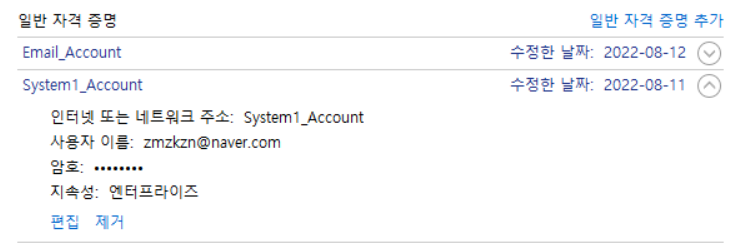 일반 자격 증명 일반 자격 증명 추가
Email_Account 수정한 날짜: 2022-08-12
System1_Account 수정한 날짜: 2022-08-11
인터넷 또는 네트워크 주소: System1_Account
사용자 이름: zmzkzn@naver.com
암호: ••••••••
지속성: 엔터프라이즈
편집 제거